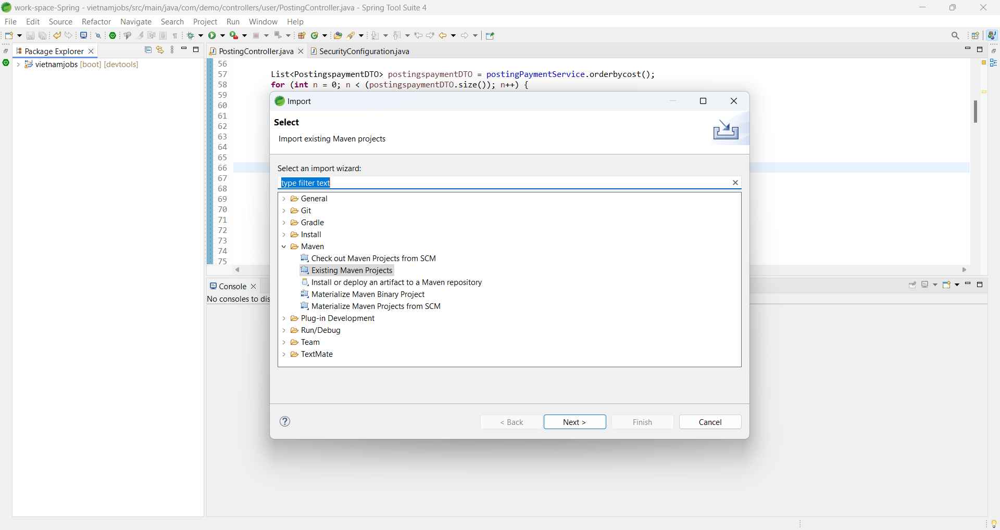 work-space-Spring - vietnamjobs/src/main/java/com/demo/controllers/user/PostingController.java - Spring Tool Suite 4
File Edit Source Refactor Navigate Search Project Run Window Help
Package Explorer
vietnamjobs [boot] [devtools]
PostingController.java SecurityConfiguration.java
56
57 List<PostingspaymentDTO> postingspaymentDTO = postingPaymentService.orderbycost();
58 for (int n = 0; n < (postingspaymentDTO.size()); n++) {
59
60
61
62
63
64
65
66
67
68
69
70
71
72
73
74
75
Console
No consoles to dis
Import
Select
Import existing Maven projects
Select an import wizard:
type filter text
General
Git
Gradle
Install
Maven
Check out Maven Projects from SCM
Existing Maven Projects
Install or deploy an artifact to a Maven repository
Materialize Maven Binary Project
Materialize Maven Projects from SCM
Plug-in Development
Run/Debug
Team
TextMate
< Back Next > Finish Cancel